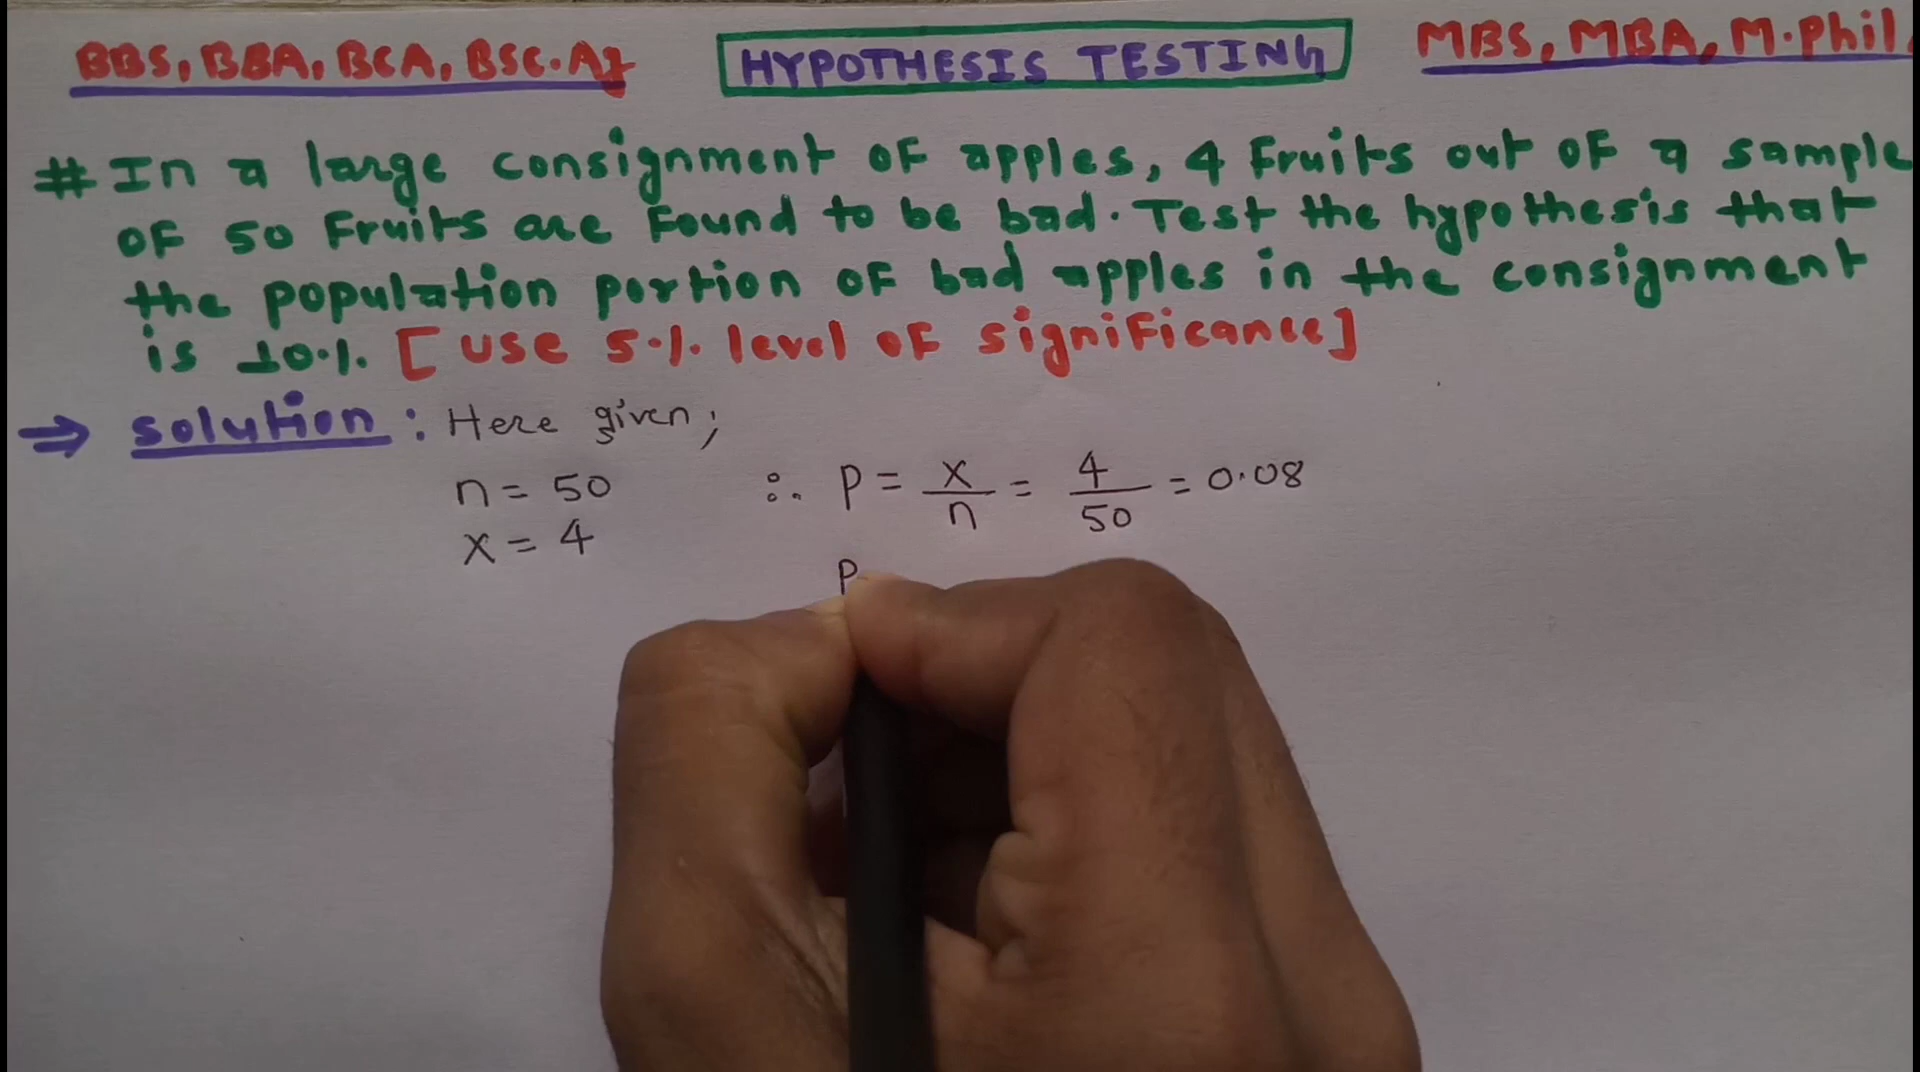 BBS, BBA, BCA, BSC.Ag
HYPOTHESIS TESTING
MBS, MBA, M.Phil.
# In a large consignment of apples, 4 Fruits out of a sample
of 50 Fruits are Found to be bad. Test the hypothesis that
the population portion of bad apples in the consignment
is 10%. [Use 5% level of significance]
⇒ Solution : Here given;
n = 50 ∴ p = x/n = 4/50 = 0.08
x = 4
P